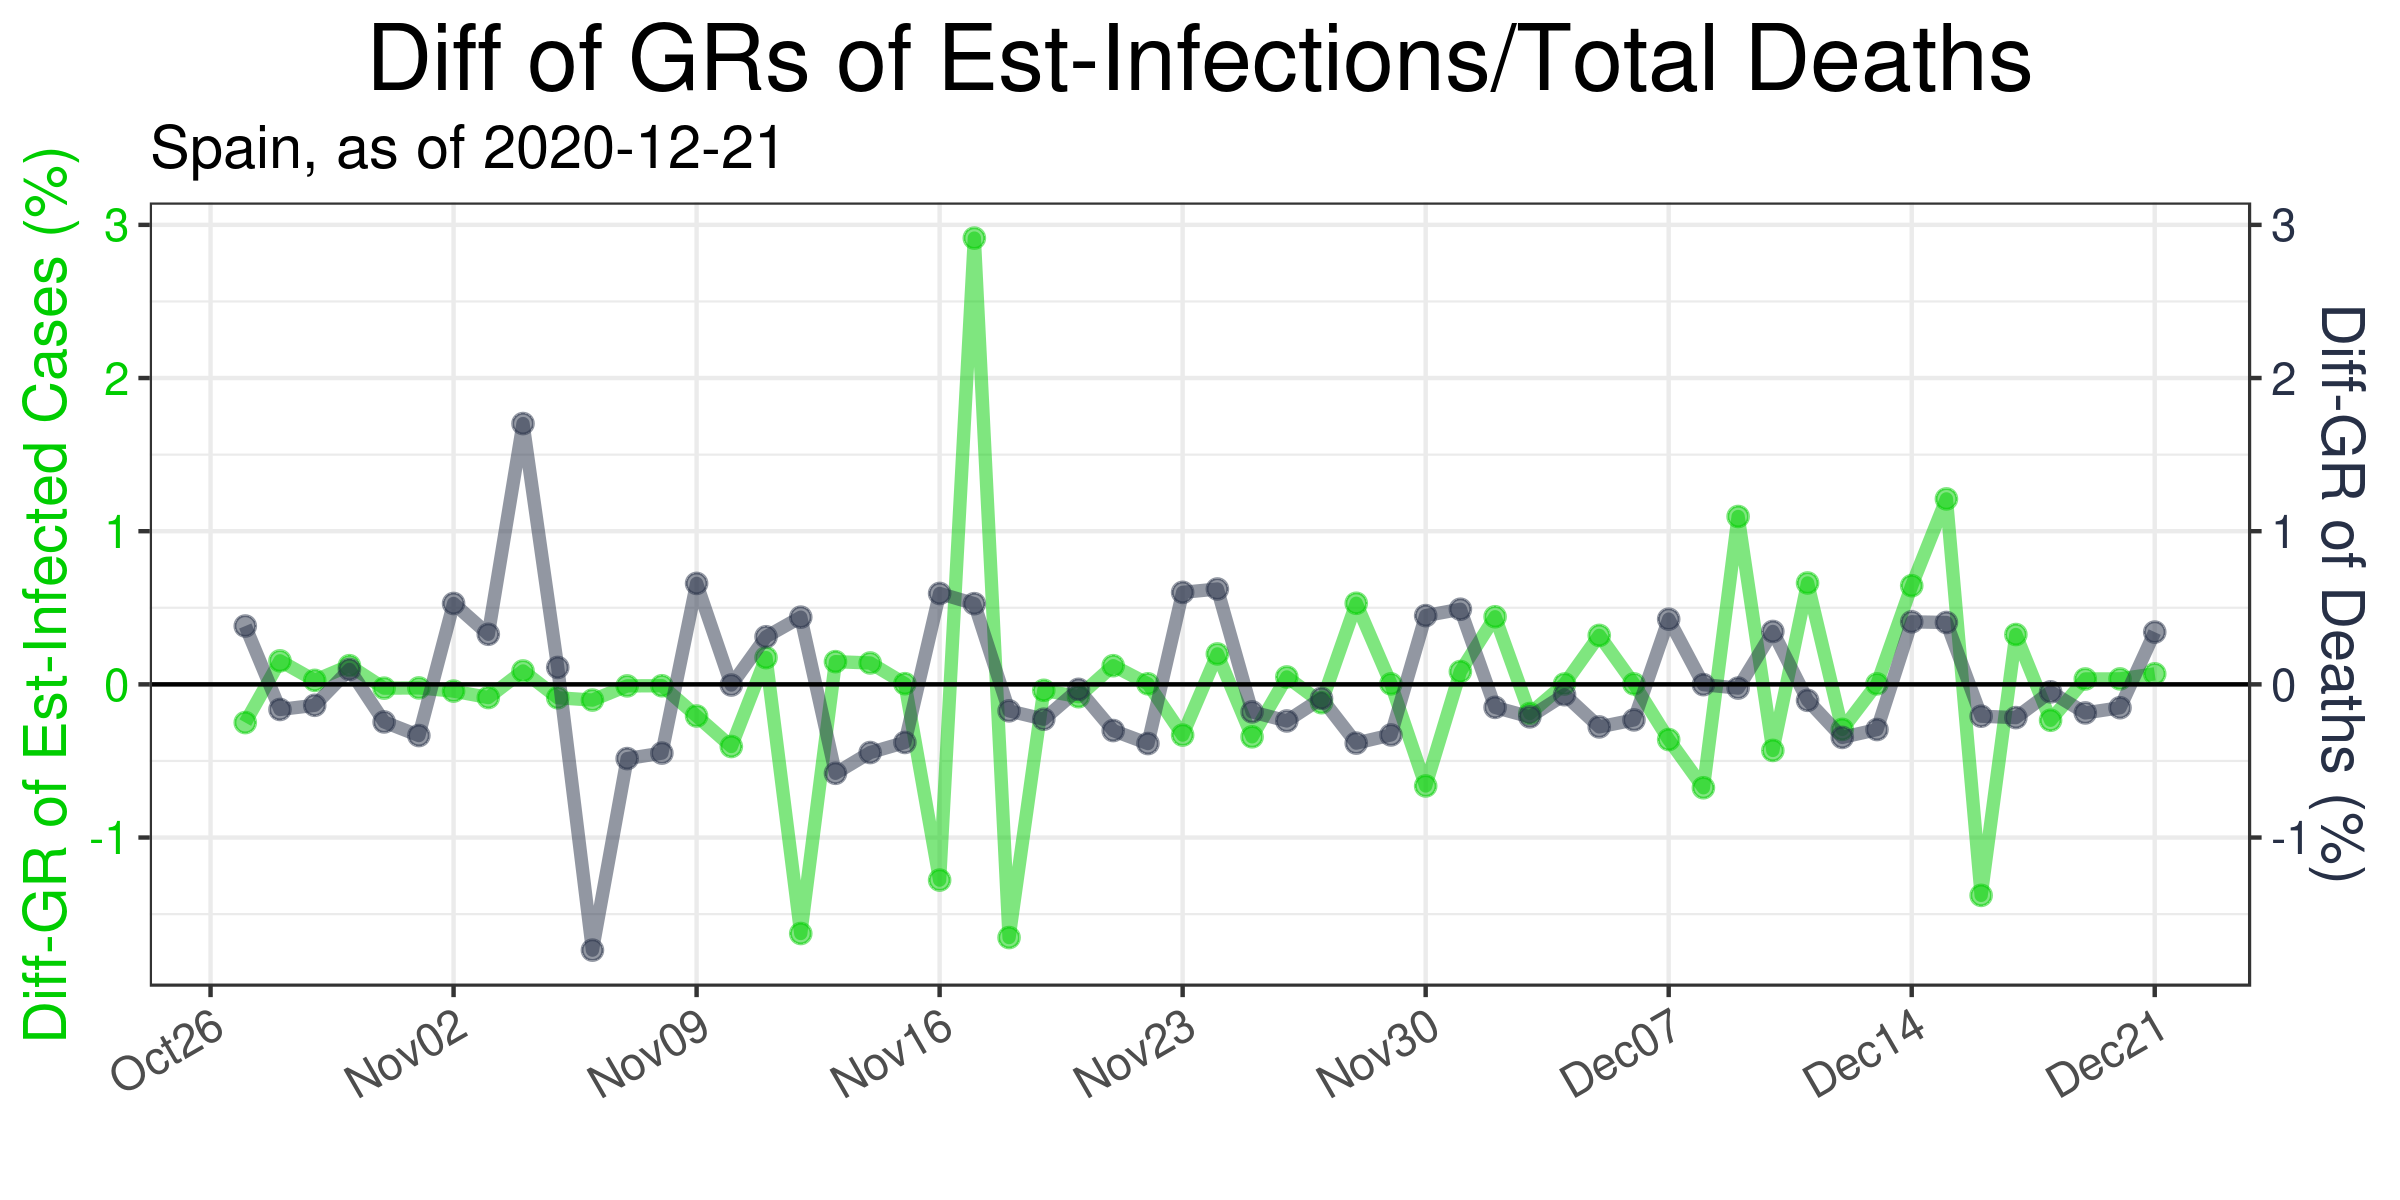 Diff of GRs of Est-Infections/Total Deaths
Spain, as of 2020-12-21
Diff-GR of Est-Infected Cases (%)
3
2
1
0
-1
3
2
1
0
-1
Diff-GR of Deaths (%)
Oct26
Nov02
Nov09
Nov16
Nov23
Nov30
Dec07
Dec14
Dec21